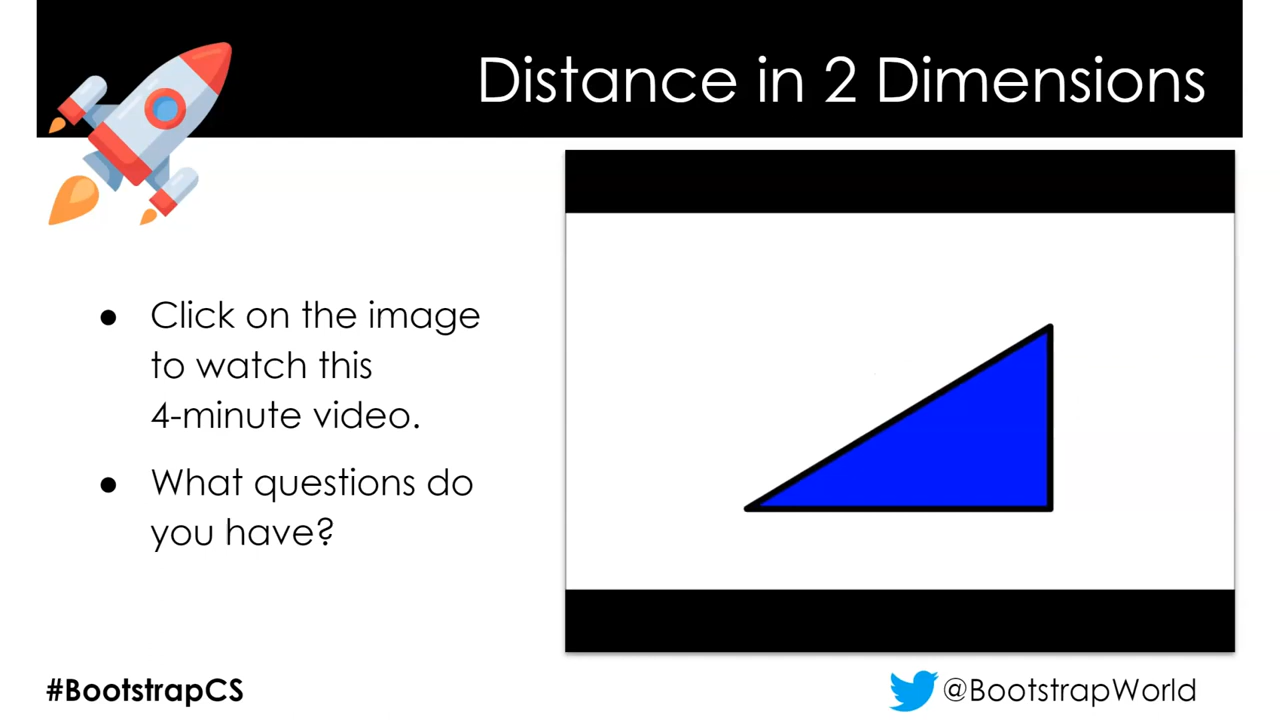 Distance in 2 Dimensions
● Click on the image
to watch this
4-minute video.
● What questions do
you have?
#BootstrapCS
@BootstrapWorld